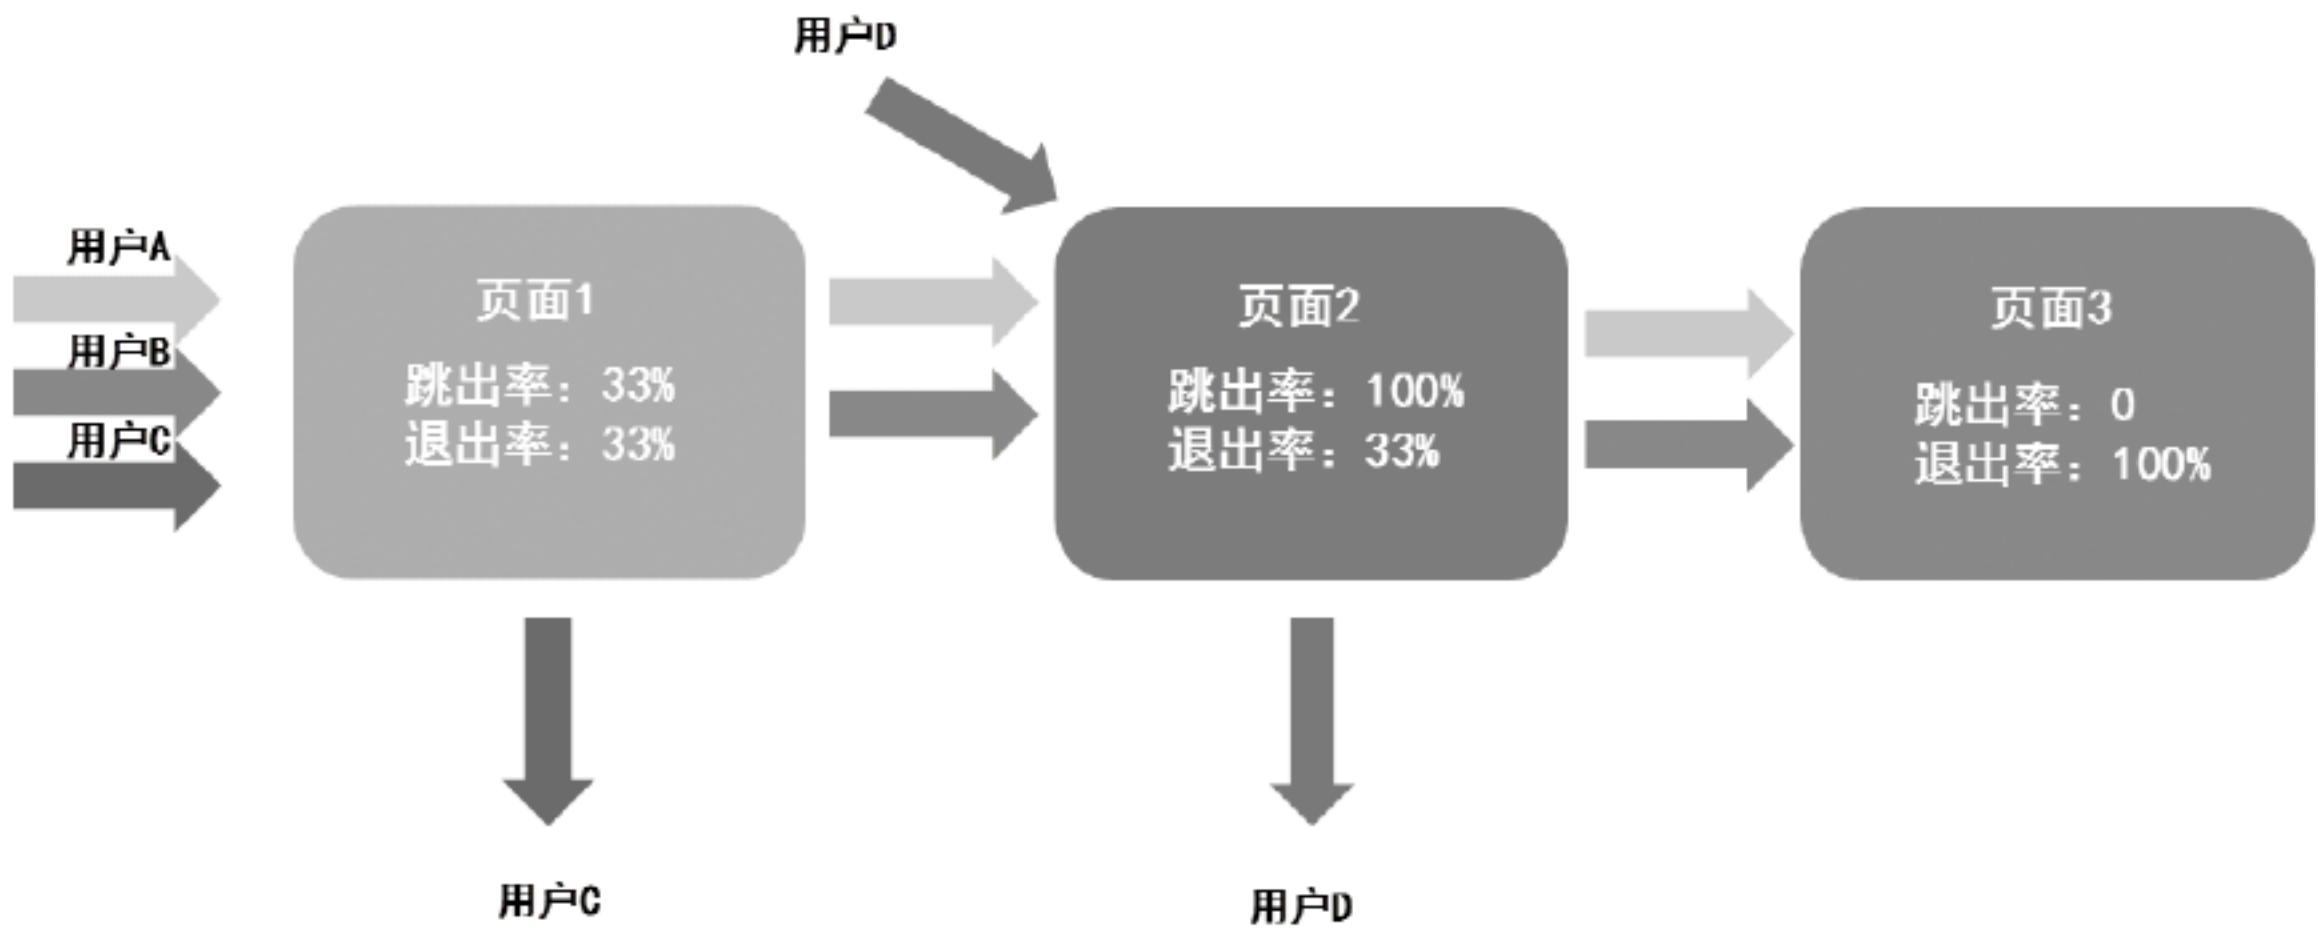 用户D
用户A
用户B
用户C
页面1
跳出率：33%
退出率：33%
页面2
跳出率：100%
退出率：33%
页面3
跳出率：0
退出率：100%
用户C
用户D